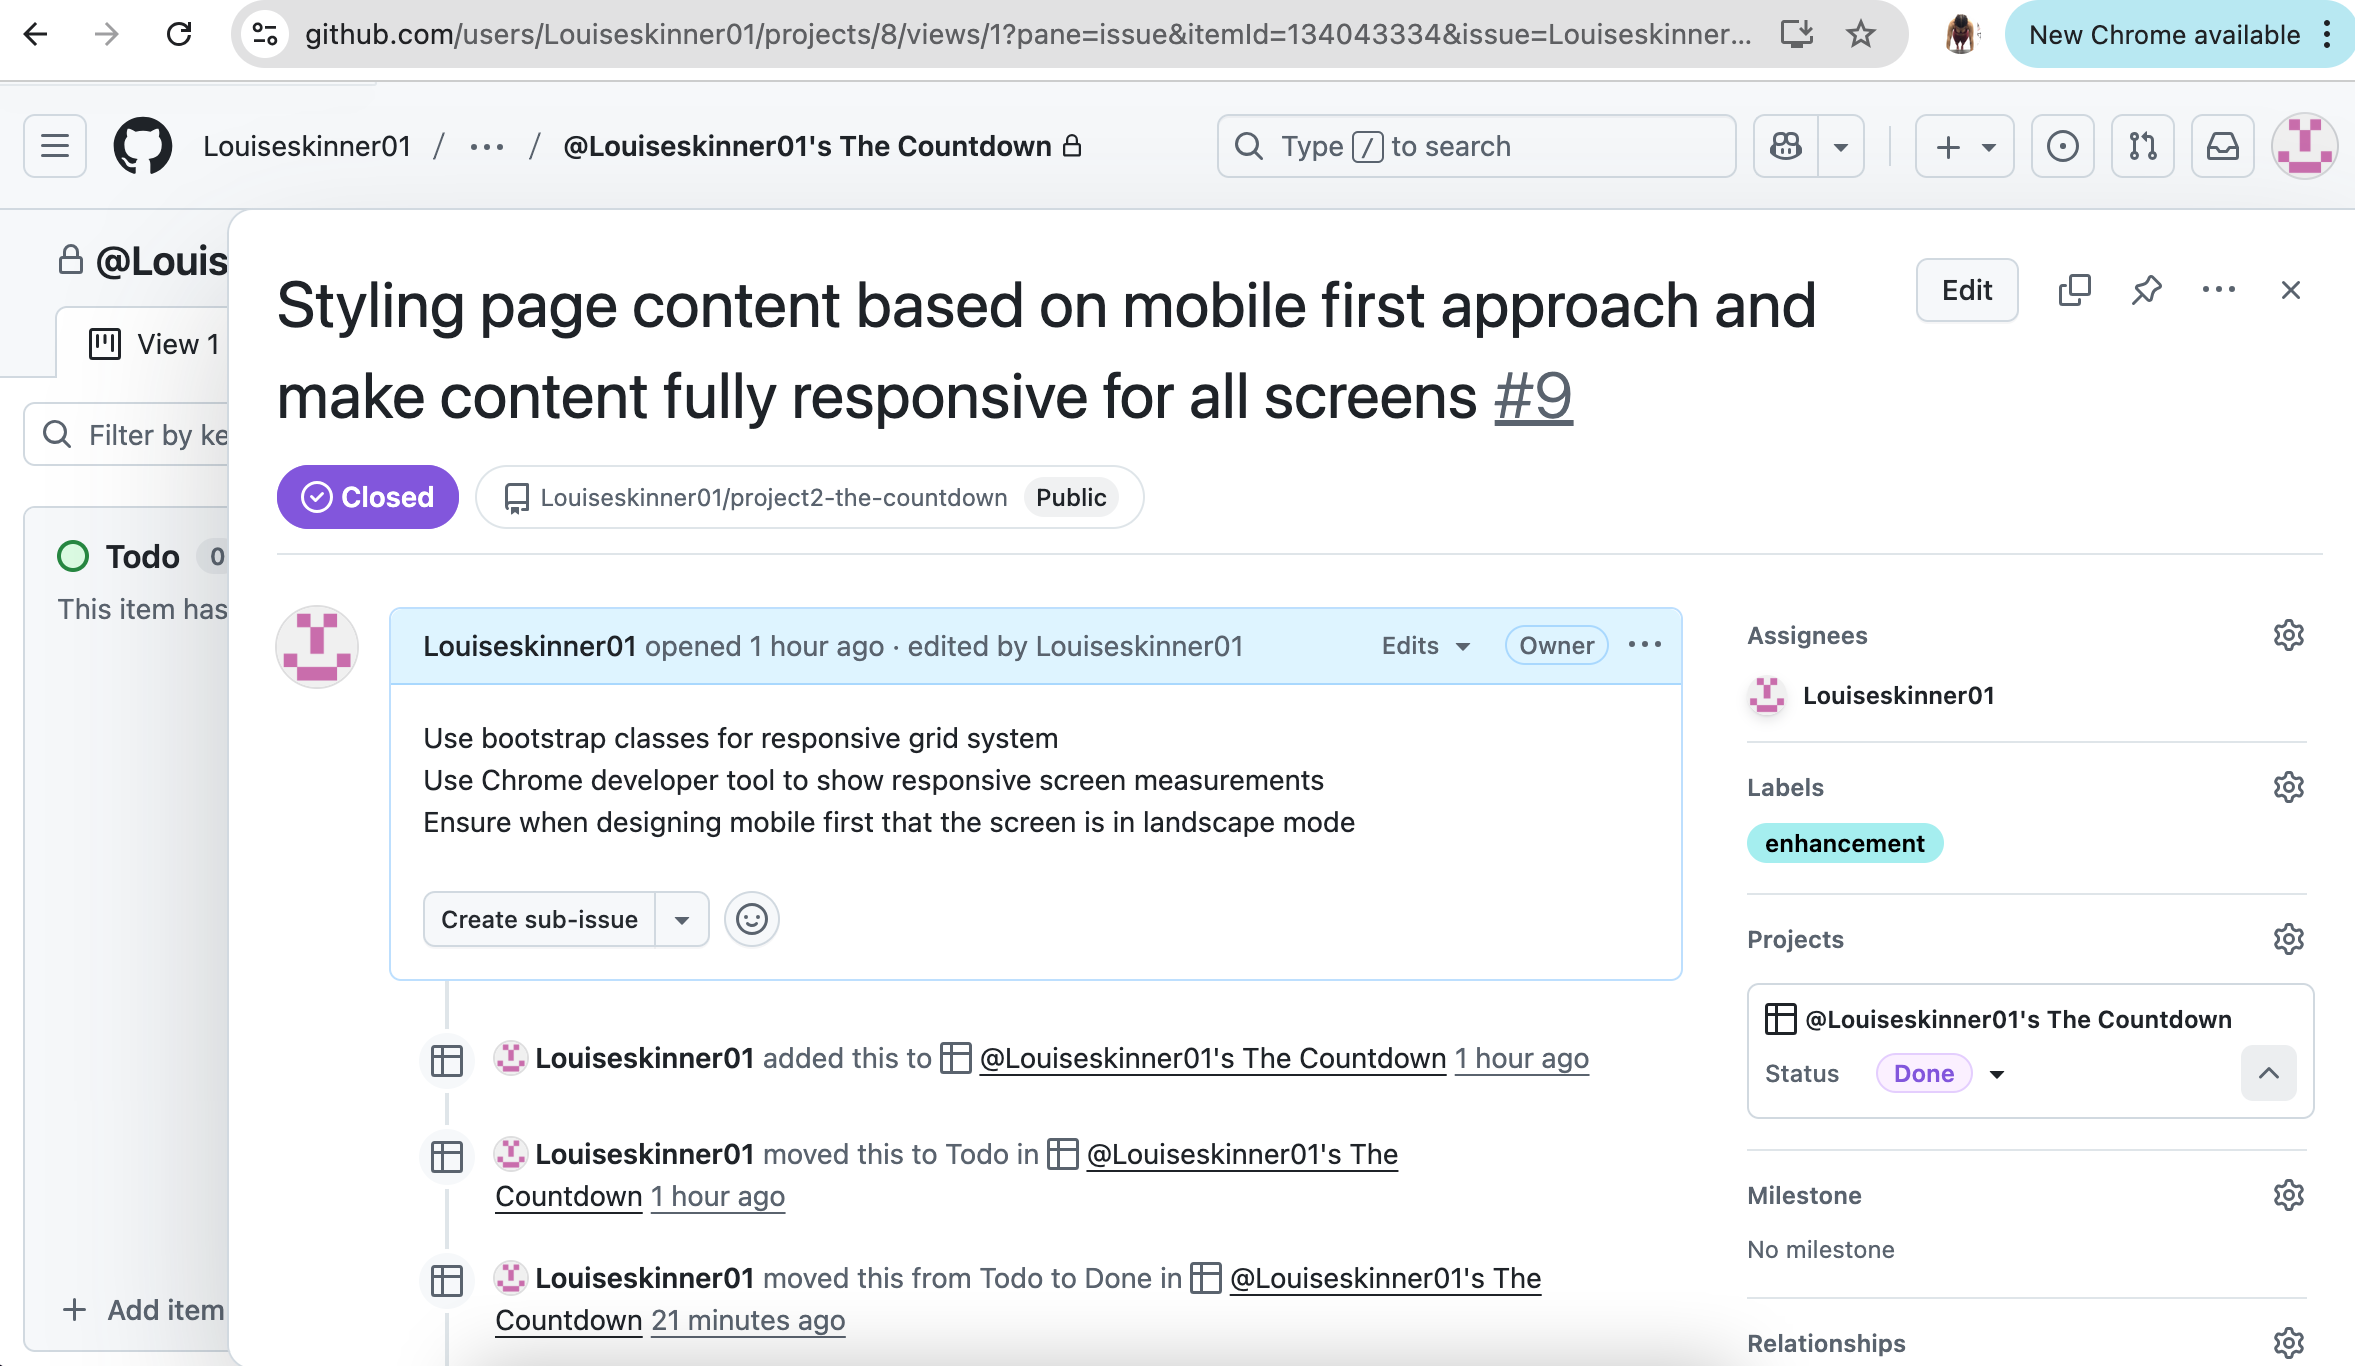 github.com/users/Louiseskinner01/projects/8/views/1?pane=issue&itemId=134043334&issue=Louiseskinner...
New Chrome available
Louiseskinner01 / ... / @Louiseskinner01's The Countdown
Type / to search
@Louis
View 1
Filter by ke
Todo 0
This item has
Add item
Styling page content based on mobile first approach and
make content fully responsive for all screens #9
Edit
Closed
Louiseskinner01/project2-the-countdown Public
Louiseskinner01 opened 1 hour ago · edited by Louiseskinner01
Edits
Owner
Use bootstrap classes for responsive grid system
Use Chrome developer tool to show responsive screen measurements
Ensure when designing mobile first that the screen is in landscape mode
Create sub-issue
Louiseskinner01 added this to @Louiseskinner01's The Countdown 1 hour ago
Louiseskinner01 moved this to Todo in @Louiseskinner01's The
Countdown 1 hour ago
Louiseskinner01 moved this from Todo to Done in @Louiseskinner01's The
Countdown 21 minutes ago
Assignees
Louiseskinner01
Labels
enhancement
Projects
@Louiseskinner01's The Countdown
Status Done
Milestone
No milestone
Relationships